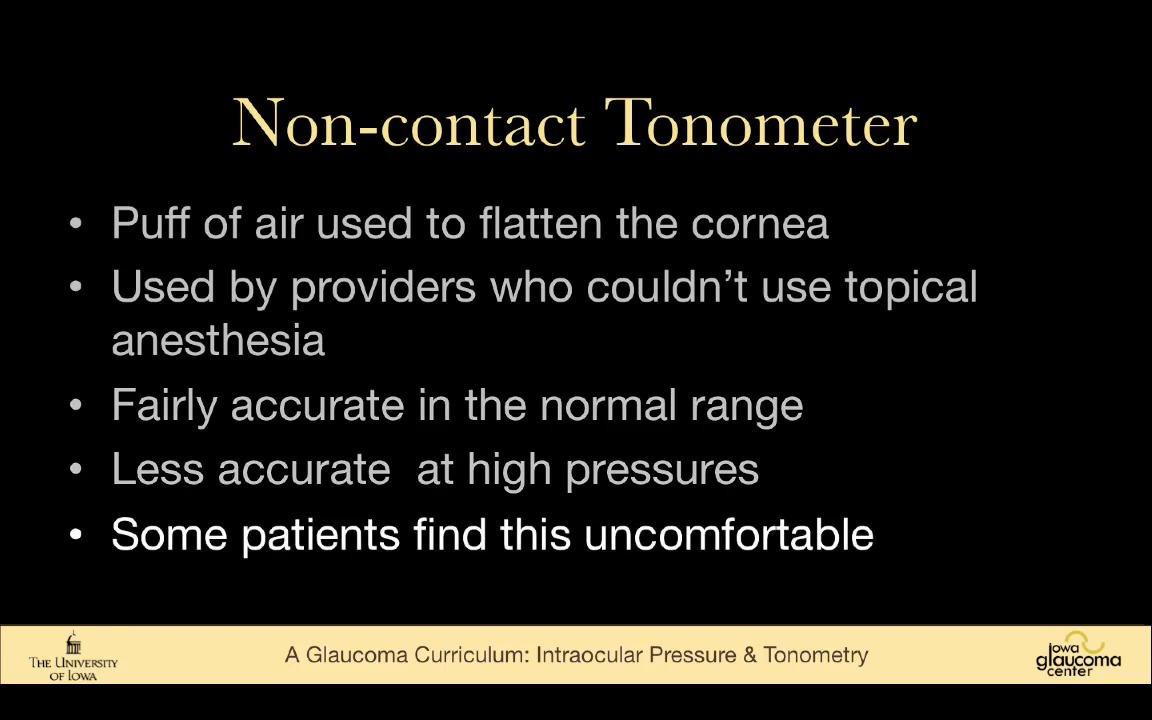 Non-contact Tonometer
• Puff of air used to flatten the cornea
• Used by providers who couldn’t use topical
anesthesia
• Fairly accurate in the normal range
• Less accurate  at high pressures
• Some patients find this uncomfortable
THE UNIVERSITY
OF IOWA
A Glaucoma Curriculum: Intraocular Pressure & Tonometry
iowa
glaucoma
center